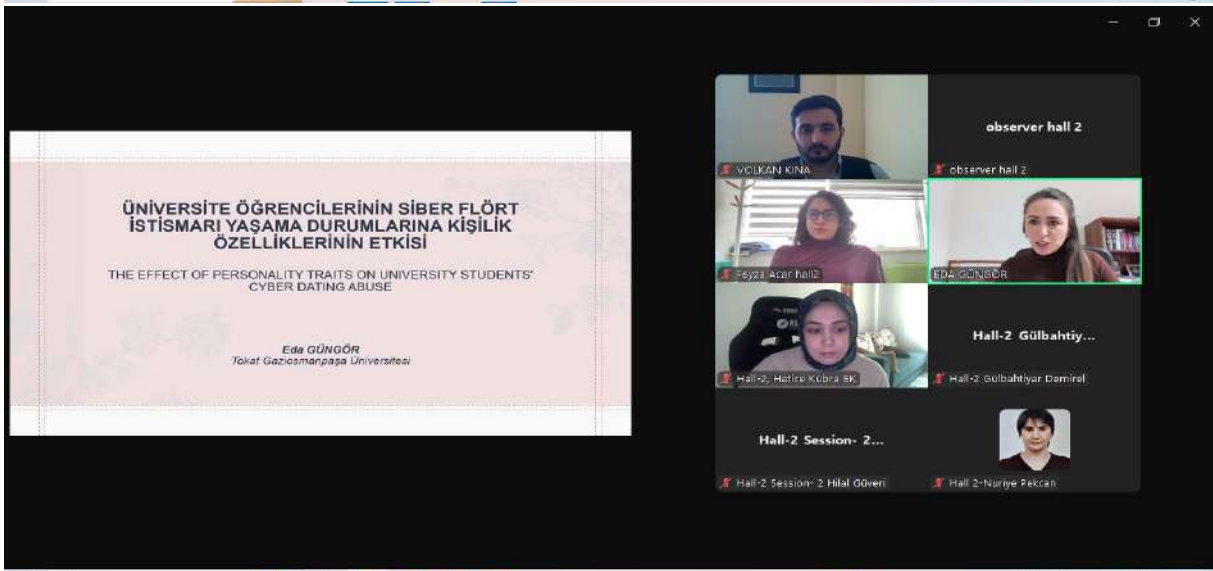 ÜNİVERSİTE ÖĞRENCİLERİNİN SİBER FLÖRT
İSTİSMARI YAŞAMA DURUMLARINA KİŞİLİK
ÖZELLİKLERİNİN ETKİSİ
THE EFFECT OF PERSONALITY TRAITS ON UNIVERSITY STUDENTS'
CYBER DATING ABUSE
Eda GÜNGÖR
Tokat Gaziosmanpaşa Üniversitesi
VOLKAN KINA
observer hall 2
observer hall 2
Feyza Acar hall2
EDA GÜNGÖR
Hall-2, Hatice Kübra EK
Hall-2 Gülbahtiy...
Hall-2 Gülbahtiyar Demirel
Hall-2 Session- 2...
Hall-2 Session- 2 Hilal Güveri
Hall 2-Nuriye Pekcan